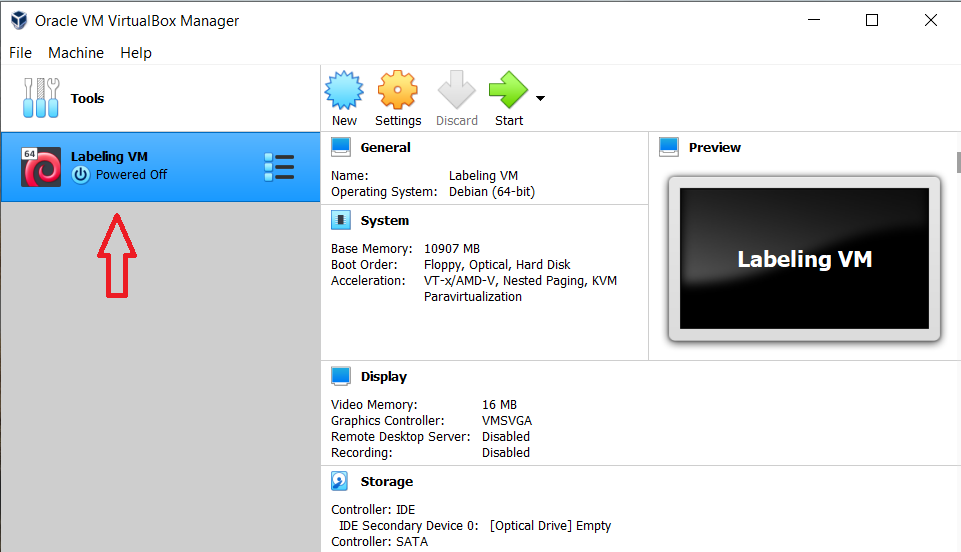 Oracle VM VirtualBox Manager
File Machine Help
Tools
New Settings Discard Start
64
Labeling VM
Powered Off
General
Name: Labeling VM
Operating System: Debian (64-bit)
Preview
Labeling VM
System
Base Memory: 10907 MB
Boot Order: Floppy, Optical, Hard Disk
Acceleration: VT-x/AMD-V, Nested Paging, KVM
Paravirtualization
Display
Video Memory: 16 MB
Graphics Controller: VMSVGA
Remote Desktop Server: Disabled
Recording: Disabled
Storage
Controller: IDE
IDE Secondary Device 0: [Optical Drive] Empty
Controller: SATA